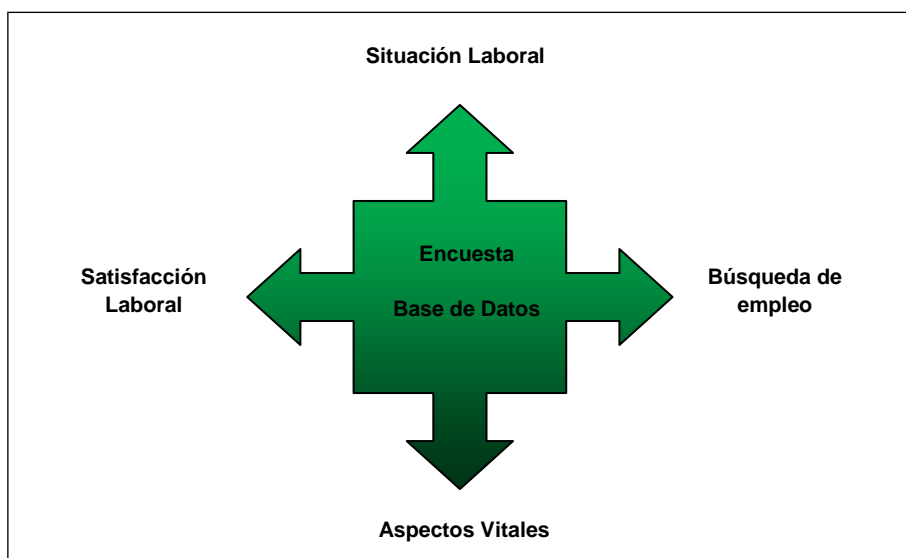 Situación Laboral
Encuesta
Base de Datos
Satisfacción
Laboral
Búsqueda de
empleo
Aspectos Vitales